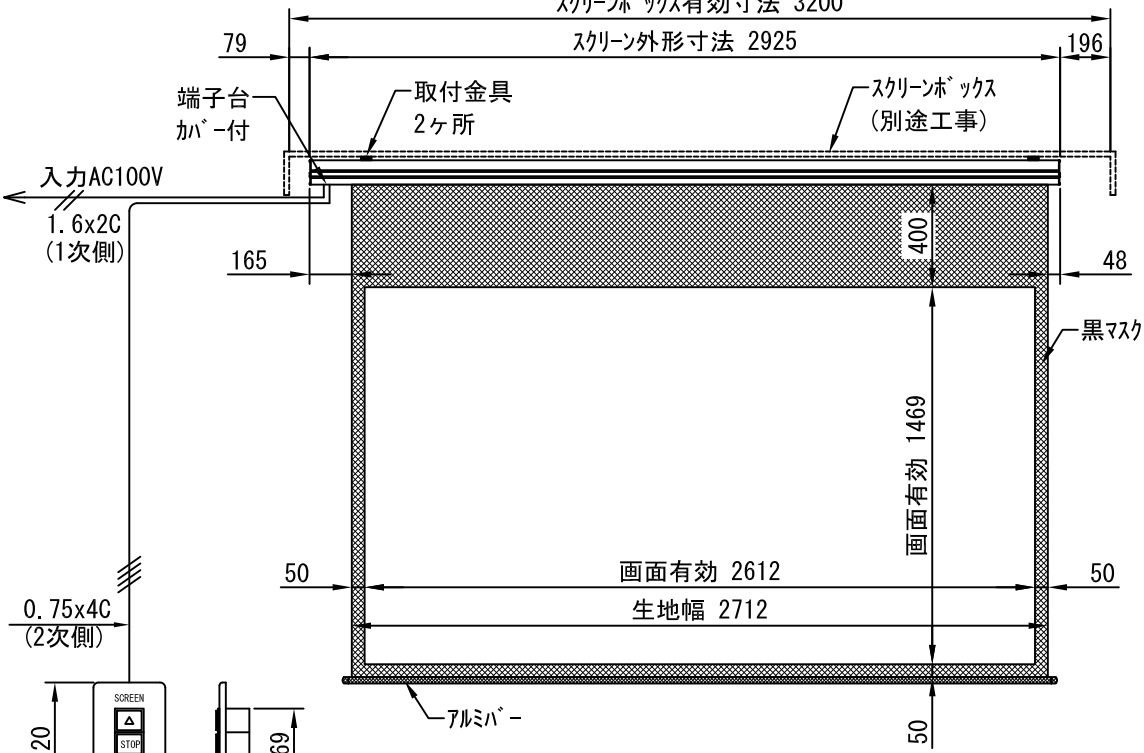 スクリーンボックス有効寸法 3200
79
スクリーン外形寸法 2925
196
端子台
カバー付
取付金具
2ヶ所
スクリーンボックス
(別途工事)
入力AC100V
1.6x2C
(1次側)
400
165
48
黒マスク
画面有効 1469
50
画面有効 2612
50
生地幅 2712
0.75x4C
(2次側)
アルミバー
50
SCREEN
STOP
20
69